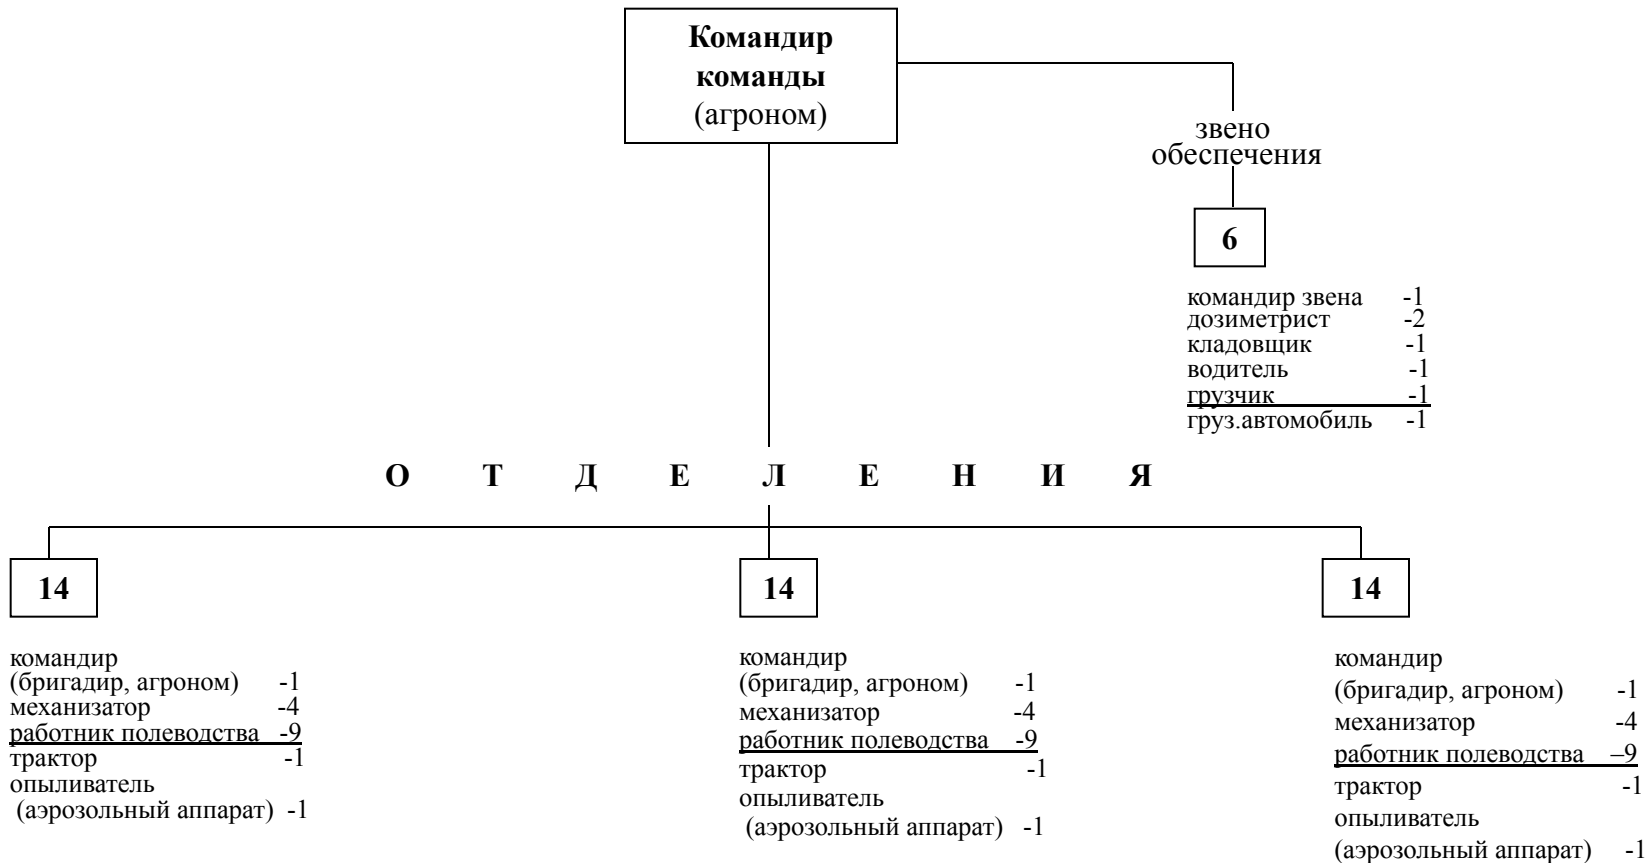 Командир
команды
(агроном)
звено
обеспечения
6
командир звена -1
дозиметрист -2
кладовщик -1
водитель -1
грузчик -1
груз.автомобиль -1
О Т Д Е Л Е Н И Я
14
командир
(бригадир, агроном) -1
механизатор -4
работник полеводства -9
трактор -1
опыливатель
(аэрозольный аппарат) -1
14
командир
(бригадир, агроном) -1
механизатор -4
работник полеводства -9
трактор -1
опыливатель
(аэрозольный аппарат) -1
14
командир
(бригадир, агроном) -1
механизатор -4
работник полеводства –9
трактор -1
опыливатель
(аэрозольный аппарат) -1